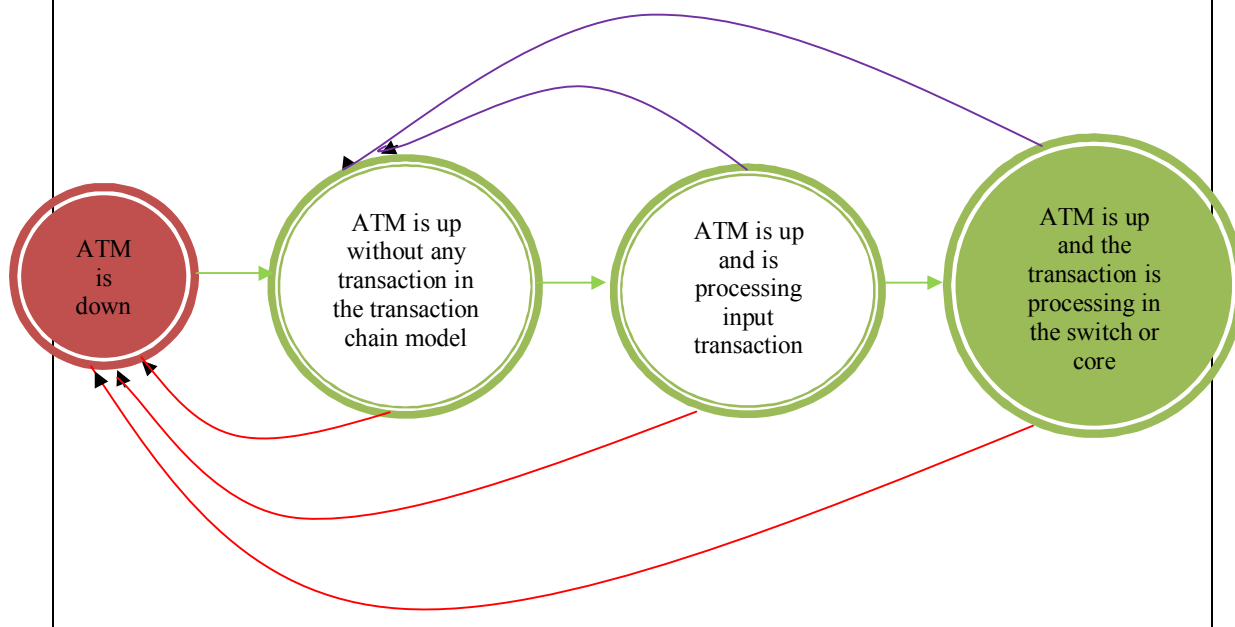 ATM
is
down
ATM is up
without any
transaction in
the transaction
chain model
ATM is up
and is
processing
input
transaction
ATM is up
and the
transaction is
processing in
the switch or
core